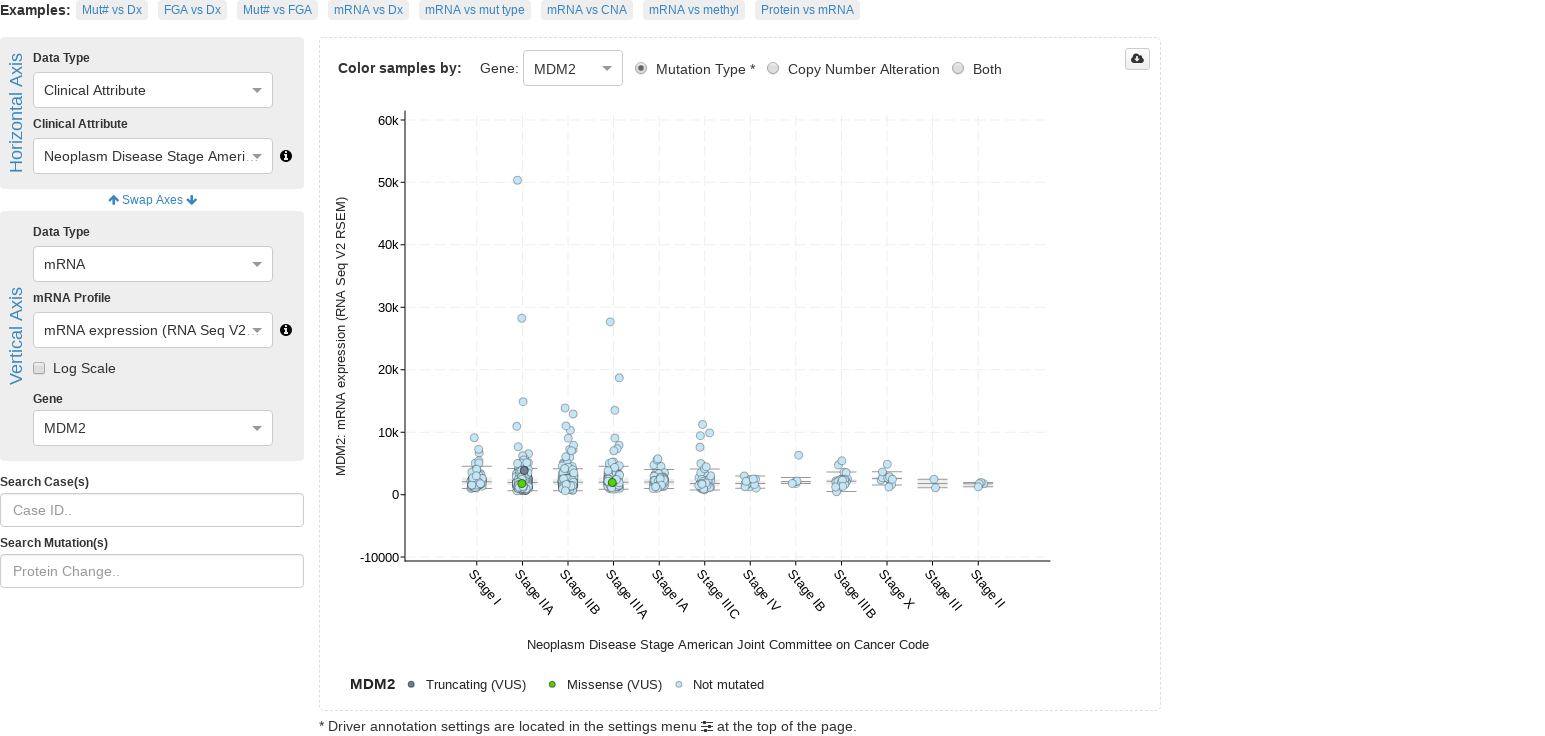 Examples: Mut# vs Dx FGA vs Dx Mut# vs FGA mRNA vs Dx mRNA vs mut type mRNA vs CNA mRNA vs methyl Protein vs mRNA
Horizontal Axis
Data Type
Clinical Attribute
Clinical Attribute
Neoplasm Disease Stage Ameri...
Swap Axes
Vertical Axis
Data Type
mRNA
mRNA Profile
mRNA expression (RNA Seq V2...
Log Scale
Gene
MDM2
Search Case(s)
Case ID..
Search Mutation(s)
Protein Change..
Color samples by: Gene: MDM2 Mutation Type * Copy Number Alteration Both
MDM2: mRNA expression (RNA Seq V2 RSEM)
60k
50k
40k
30k
20k
10k
0
-10000
Stage I
Stage IIA
Stage IIB
Stage IIIA
Stage IA
Stage IIIC
Stage IV
Stage IB
Stage IIIB
Stage X
Stage III
Stage II
Neoplasm Disease Stage American Joint Committee on Cancer Code
MDM2 Truncating (VUS) Missense (VUS) Not mutated
* Driver annotation settings are located in the settings menu at the top of the page.